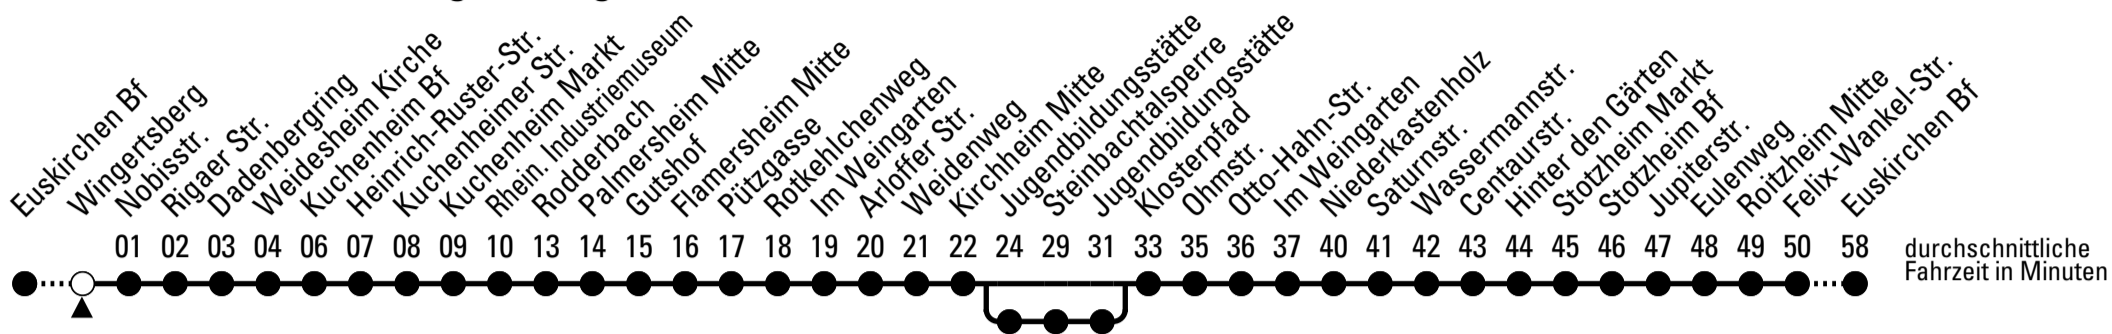 Euskirchen Bf
Wingertsberg
Nobisstr.
Rigaer Str.
Dadenbergring
Weidesheim Kirche
Kuchenheim Bf
Heinrich-Ruster-Str.
Kuchenheimer Str.
Kuchenheim Markt
Rhein. Industriemuseum
Rodderbach
Palmersheim Mitte
Gutshof
Flamersheim Mitte
Pützgasse
Rotkehlchenweg
Im Weingarten
Arloffer Str.
Weidenweg
Kirchheim Mitte
Jugendbildungsstätte
Steinbachtalsperre
Jugendbildungsstätte
Klosterpfad
Ohmstr.
Otto-Hahn-Str.
Im Weingarten
Niederkastenholz
Saturnstr.
Wassermannstr.
Centaurstr.
Hinter den Gärten
Stotzheim Markt
Stotzheim Bf
Jupiterstr.
Eulenweg
Roitzheim Mitte
Felix-Wankel-Str.
Euskirchen Bf
01 02 03 04 06 07 08 09 10 13 14 15 16 17 18 19 20 21 22 24 29 31 33 35 36 37 40 41 42 43 44 45 46 47 48 49 50 58
durchschnittliche
Fahrzeit in Minuten